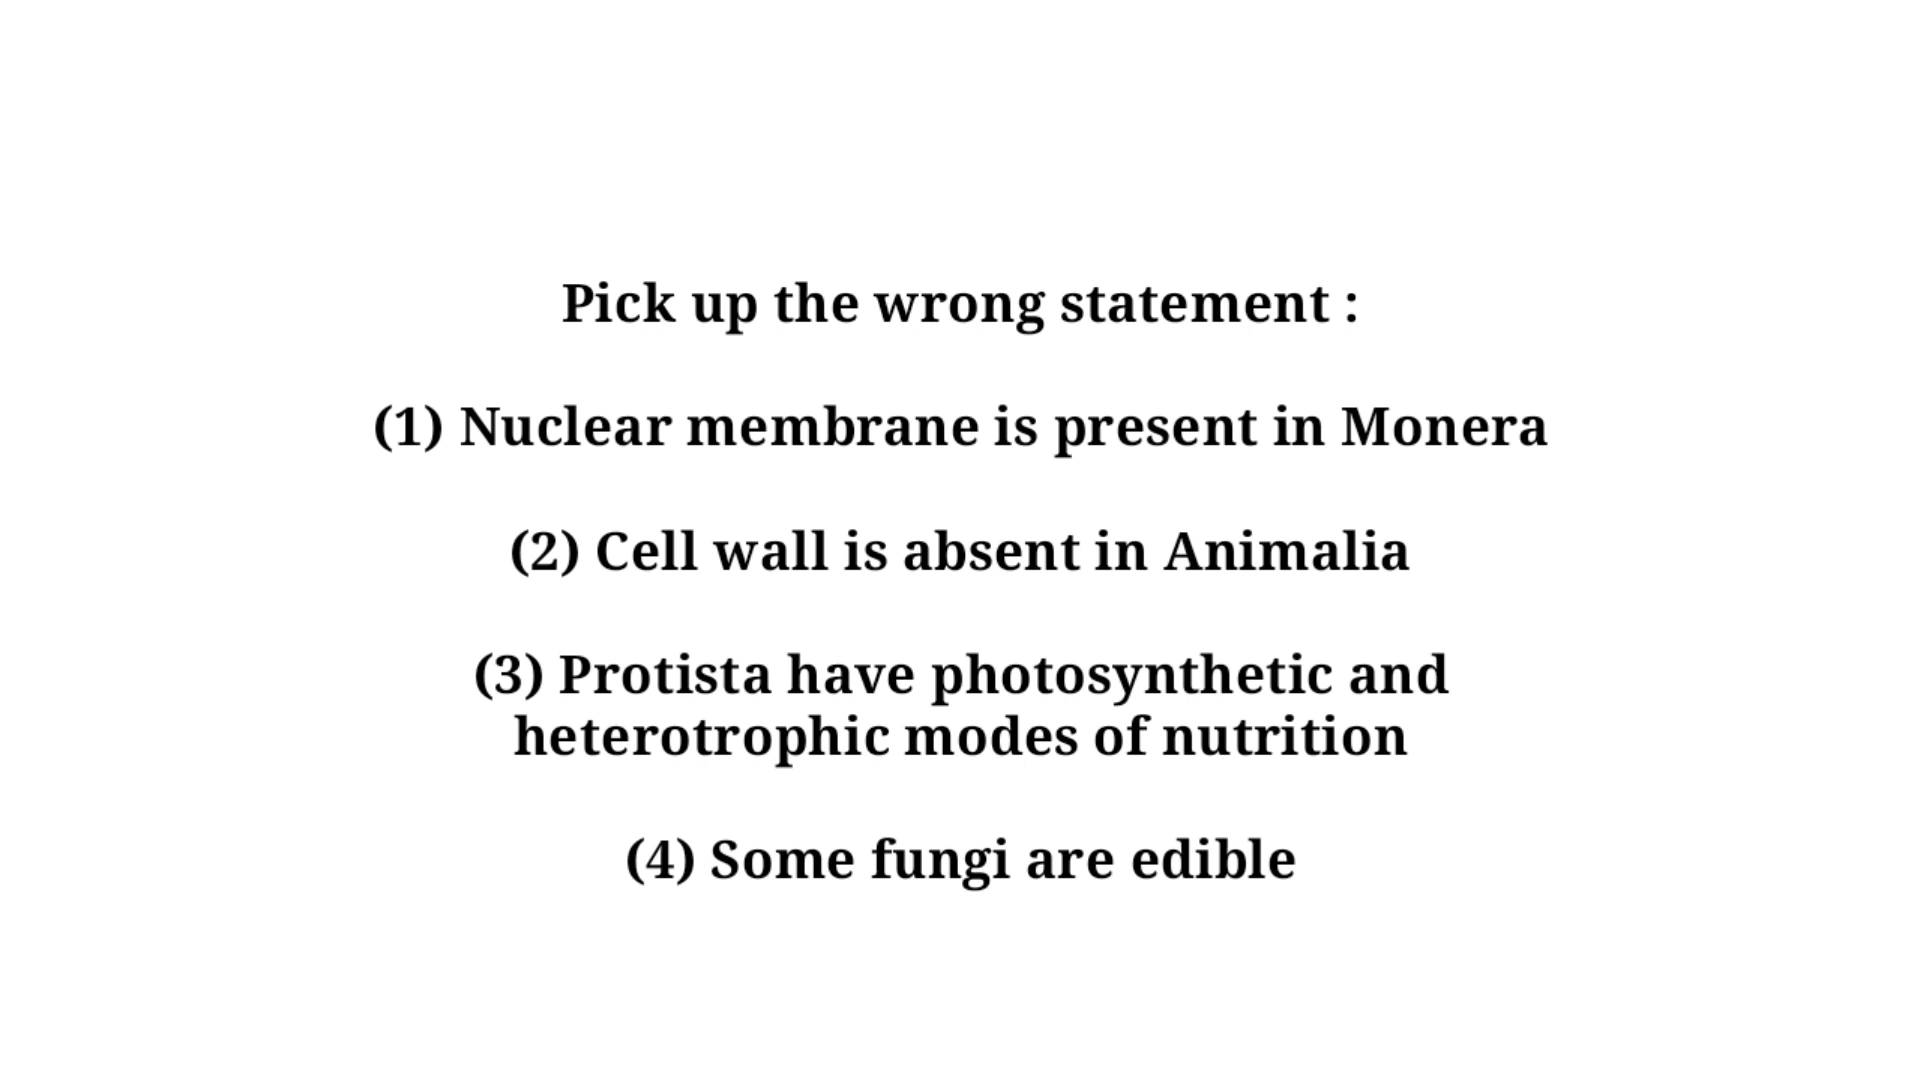 Pick up the wrong statement :
(1) Nuclear membrane is present in Monera
(2) Cell wall is absent in Animalia
(3) Protista have photosynthetic and
heterotrophic modes of nutrition
(4) Some fungi are edible